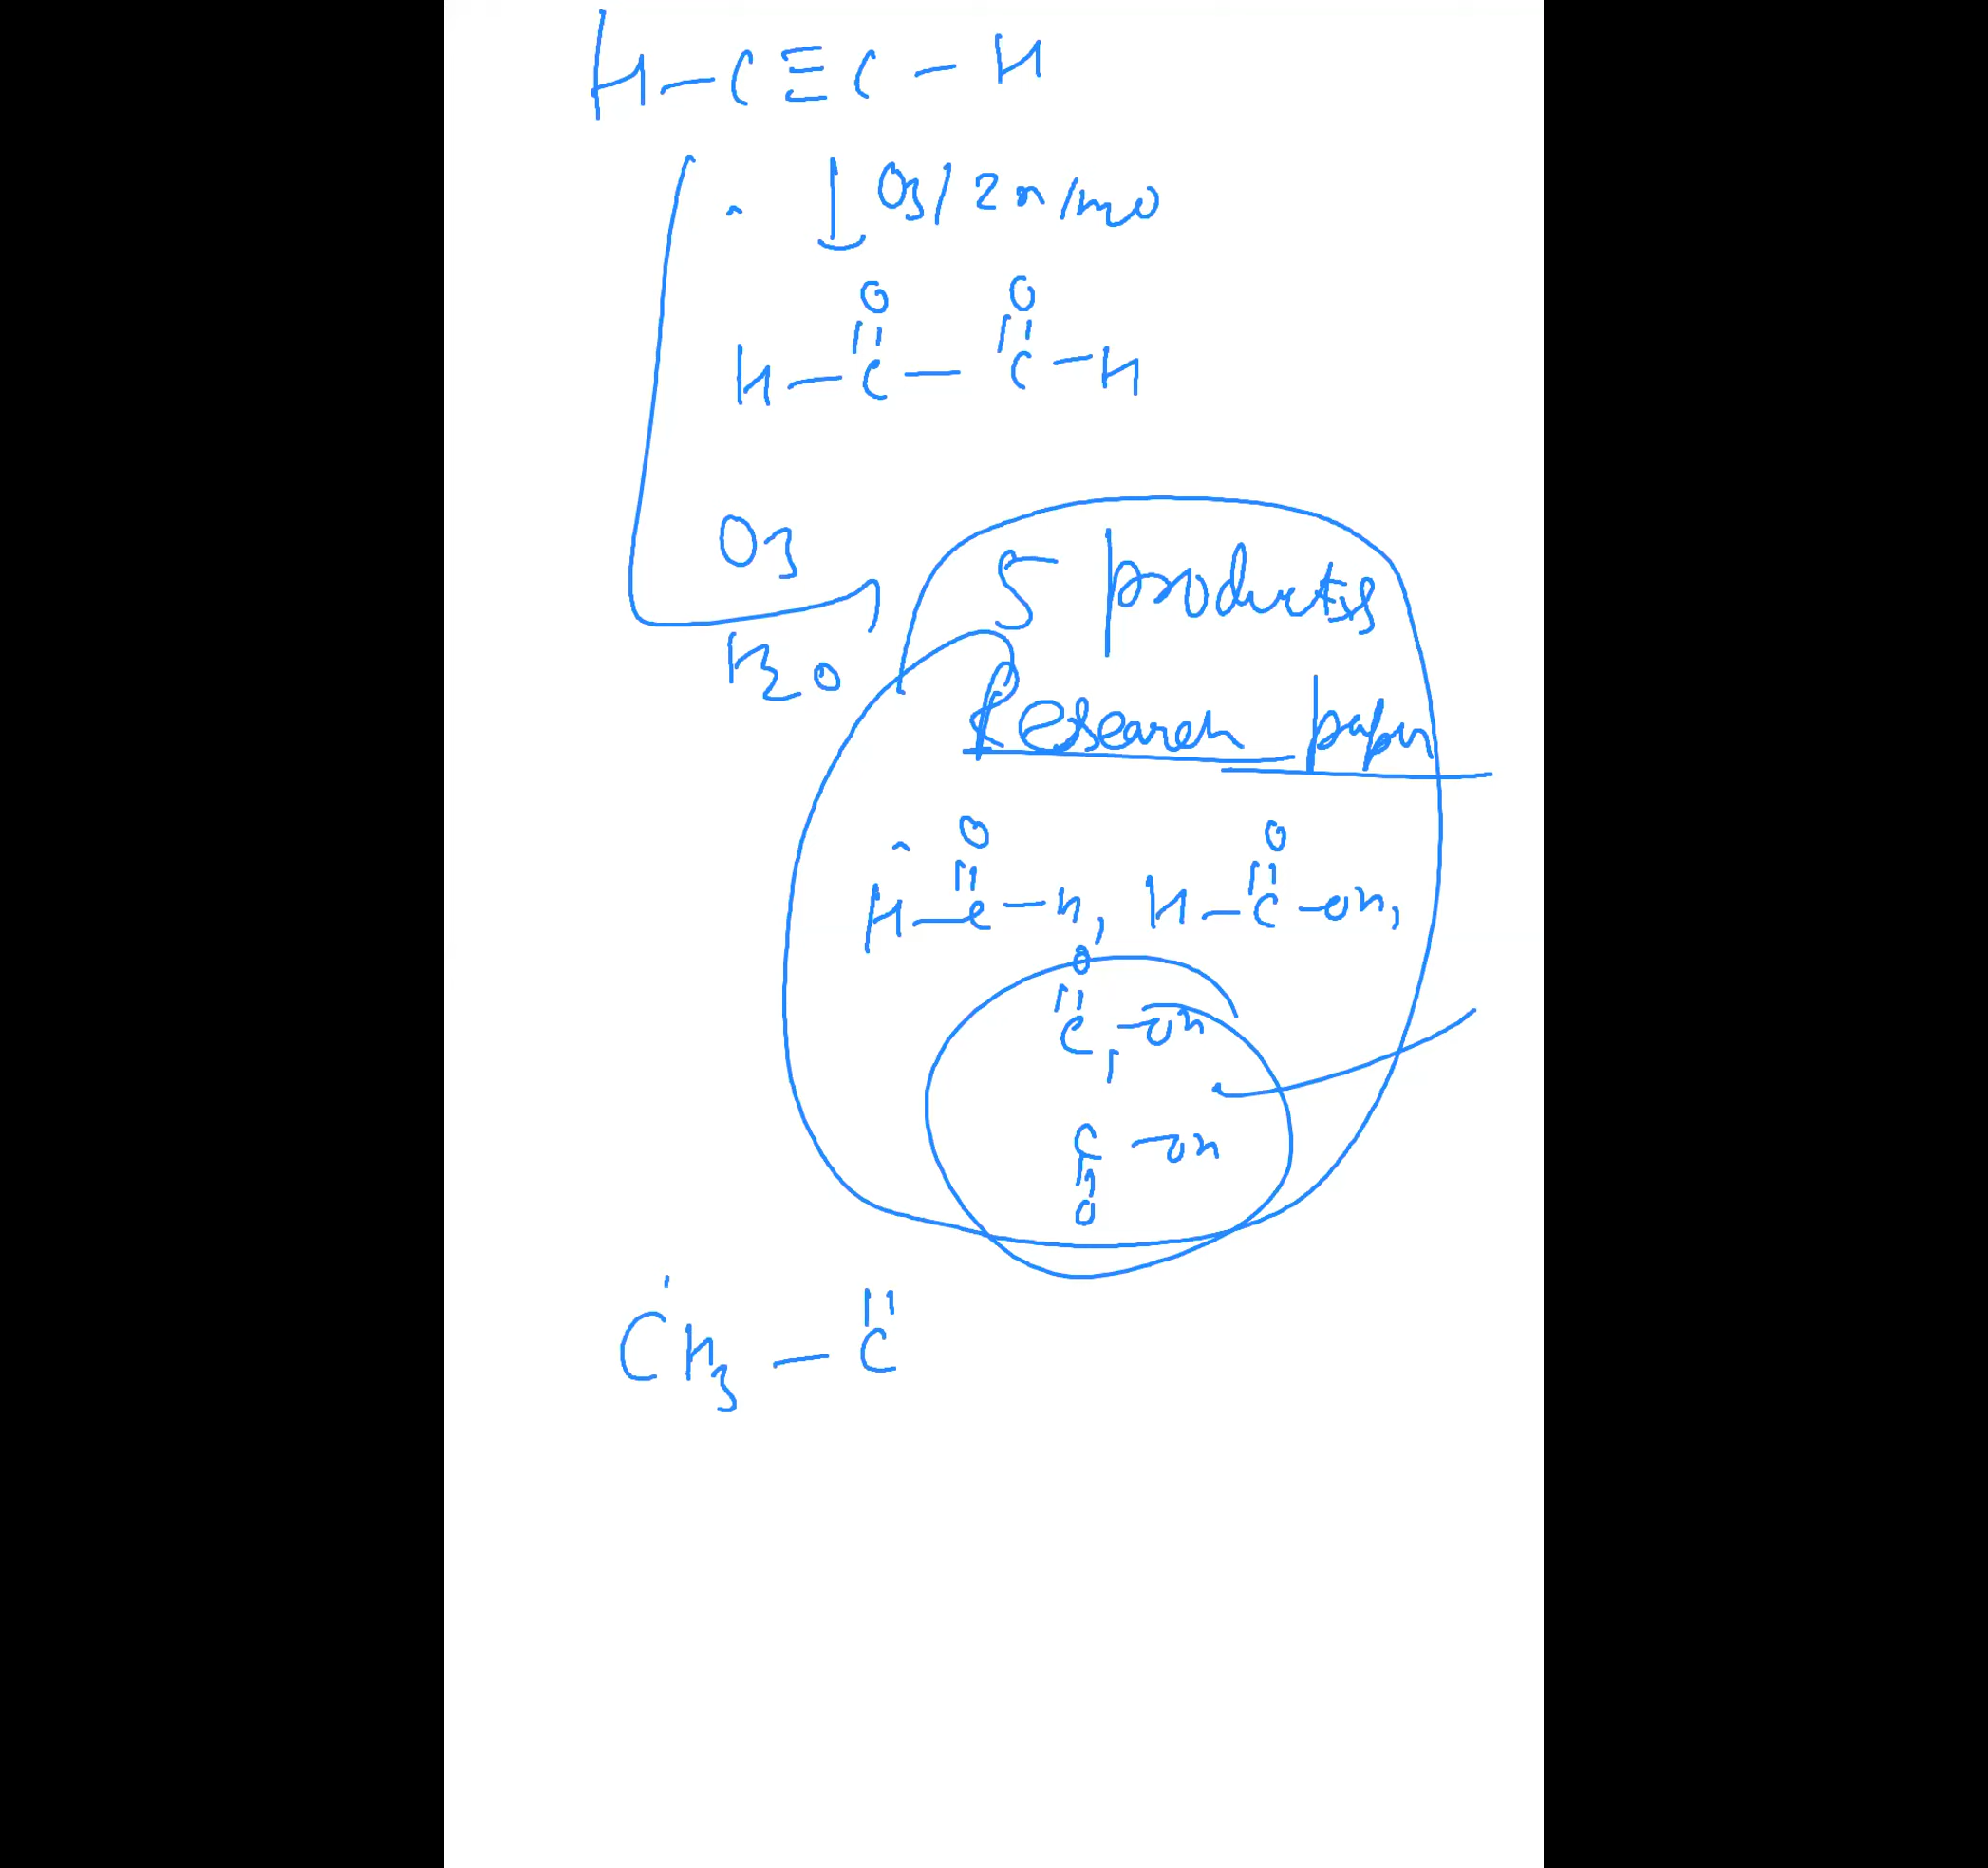 H-C≡C-H
O3/Zn/H2O
O O
|| ||
H-C-C-H
O3
H2O
5 products
Research paper
O O
|| ||
H-C-H, H-C-OH,
O
||
C-OH
|
C-OH
||
O
||
CH3-C